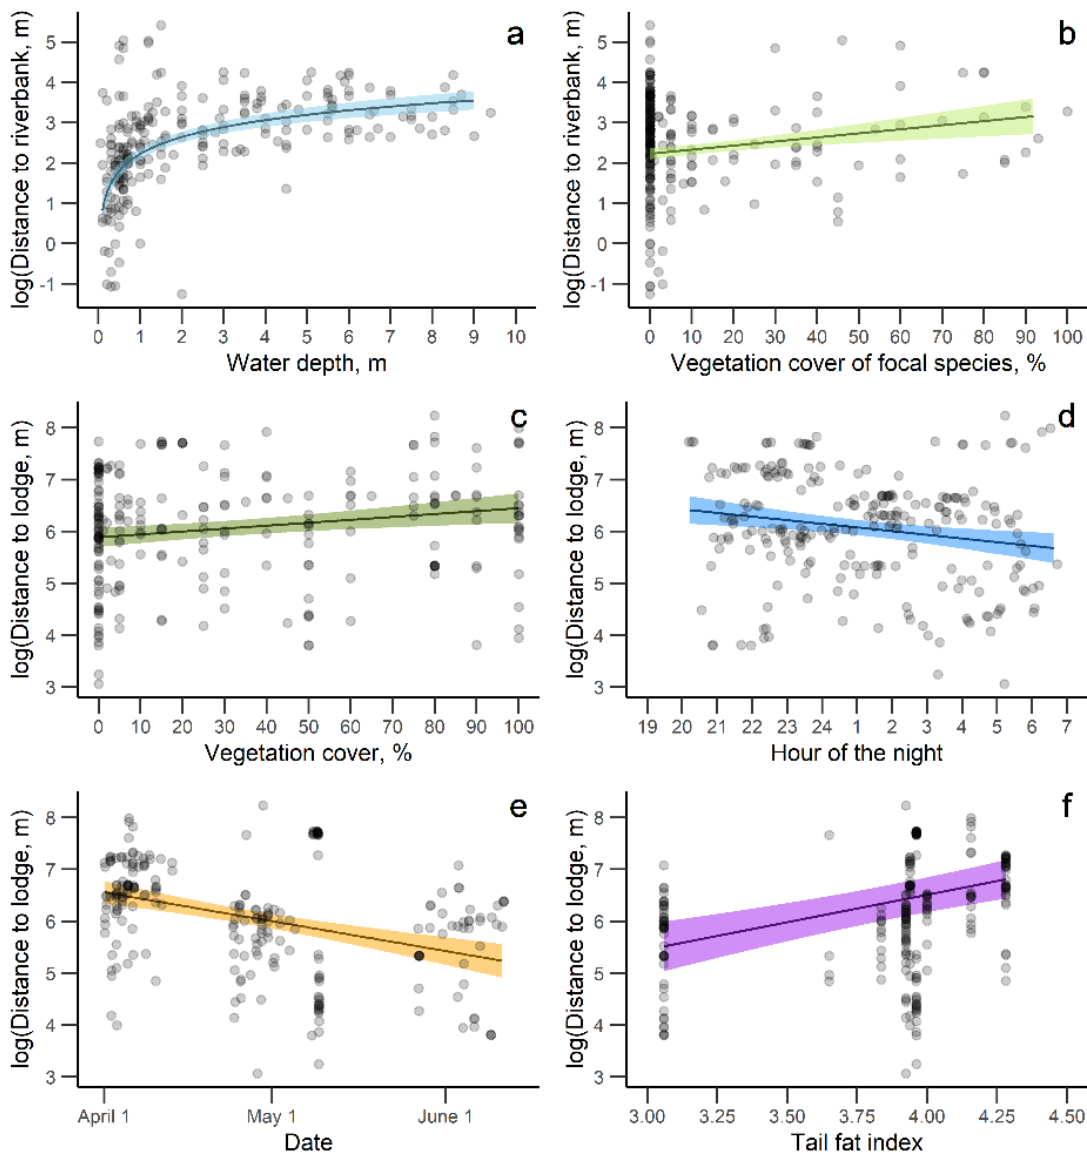 a
log(Distance to riverbank, m)
5
4
3
2
1
0
-1
0 1 2 3 4 5 6 7 8 9 10
Water depth, m
b
log(Distance to riverbank, m)
5
4
3
2
1
0
-1
0 10 20 30 40 50 60 70 80 90 100
Vegetation cover of focal species, %
c
log(Distance to lodge, m)
8
7
6
5
4
3
0 10 20 30 40 50 60 70 80 90 100
Vegetation cover, %
d
log(Distance to lodge, m)
8
7
6
5
4
3
19 20 21 22 23 24 1 2 3 4 5 6 7
Hour of the night
e
log(Distance to lodge, m)
8
7
6
5
4
3
April 1 May 1 June 1
Date
f
log(Distance to lodge, m)
8
7
6
5
4
3
3.00 3.25 3.50 3.75 4.00 4.25 4.50
Tail fat index